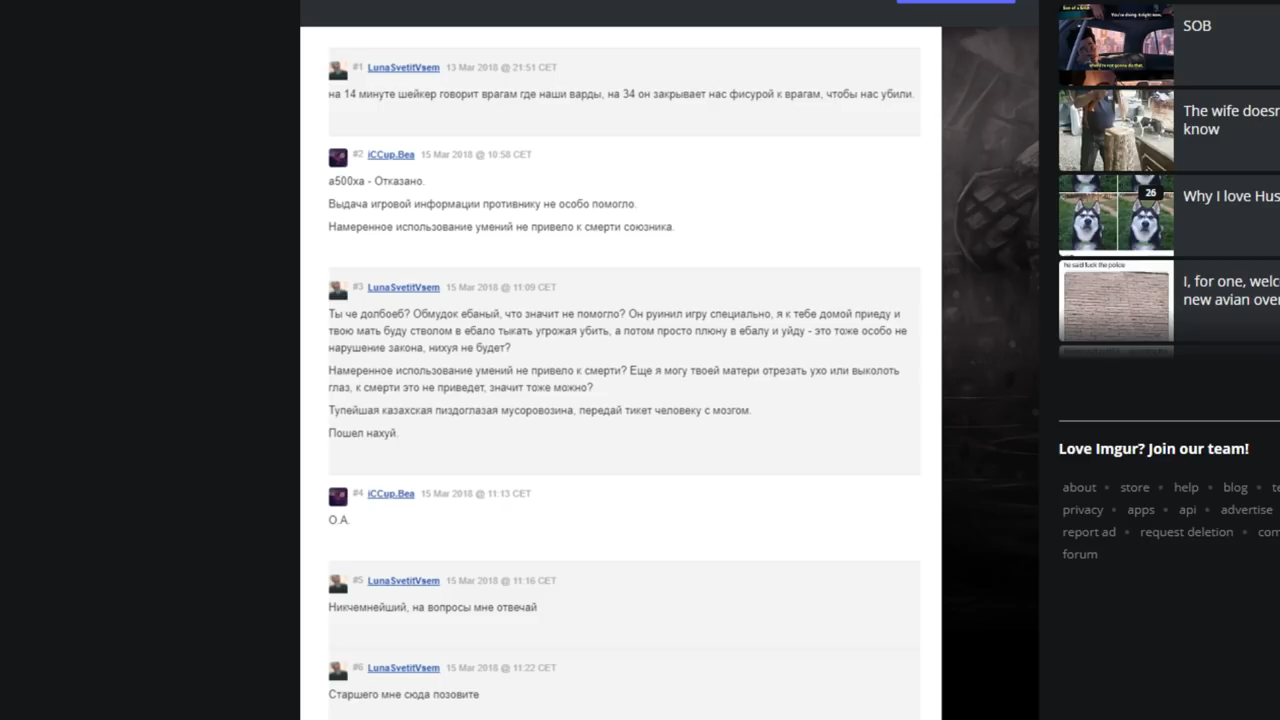 #1 LunaSvetitVsem 13 Mar 2018 @ 21:51 CET
на 14 минуте шейкер говорит врагам где наши варды, на 34 он закрывает нас фисурой к врагам, чтобы нас убили.
#2 iCCup.Bea 15 Mar 2018 @ 10:58 CET
a500xa - Отказано.
Выдача игровой информации противнику не особо помогло.
Намеренное использование умений не привело к смерти союзника.
#3 LunaSvetitVsem 15 Mar 2018 @ 11:09 CET
Ты че долбоеб? Обмудок ебаный, что значит не помогло? Он руинил игру специально, я к тебе домой приеду и
твою мать буду стволом в ебало тыкать угрожая убить, а потом просто плюну в ебалу и уйду - это тоже особо не
нарушение закона, нихуя не будет?
Намеренное использование умений не привело к смерти? Еще я могу твоей матери отрезать ухо или выколоть
глаз, к смерти это не приведет, значит тоже можно?
Тупейшая казахская пиздоглазая мусоровозина, передай тикет человеку с мозгом.
Пошел нахуй.
#4 iCCup.Bea 15 Mar 2018 @ 11:13 CET
О.А.
#5 LunaSvetitVsem 15 Mar 2018 @ 11:16 CET
Никчемнейший, на вопросы мне отвечай
#6 LunaSvetitVsem 15 Mar 2018 @ 11:22 CET
Старшего мне сюда позовите
SOB
The wife doesn
know
26
Why I love Hus
he said fuck the police
I, for one, welc
new avian over
Love Imgur? Join our team!
about • store • help • blog • te
privacy • apps • api • advertise
report ad • request deletion • com
forum